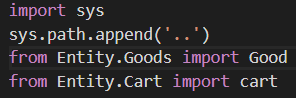 import sys
sys.path.append('..')
from Entity.Goods import Good
from Entity.Cart import cart